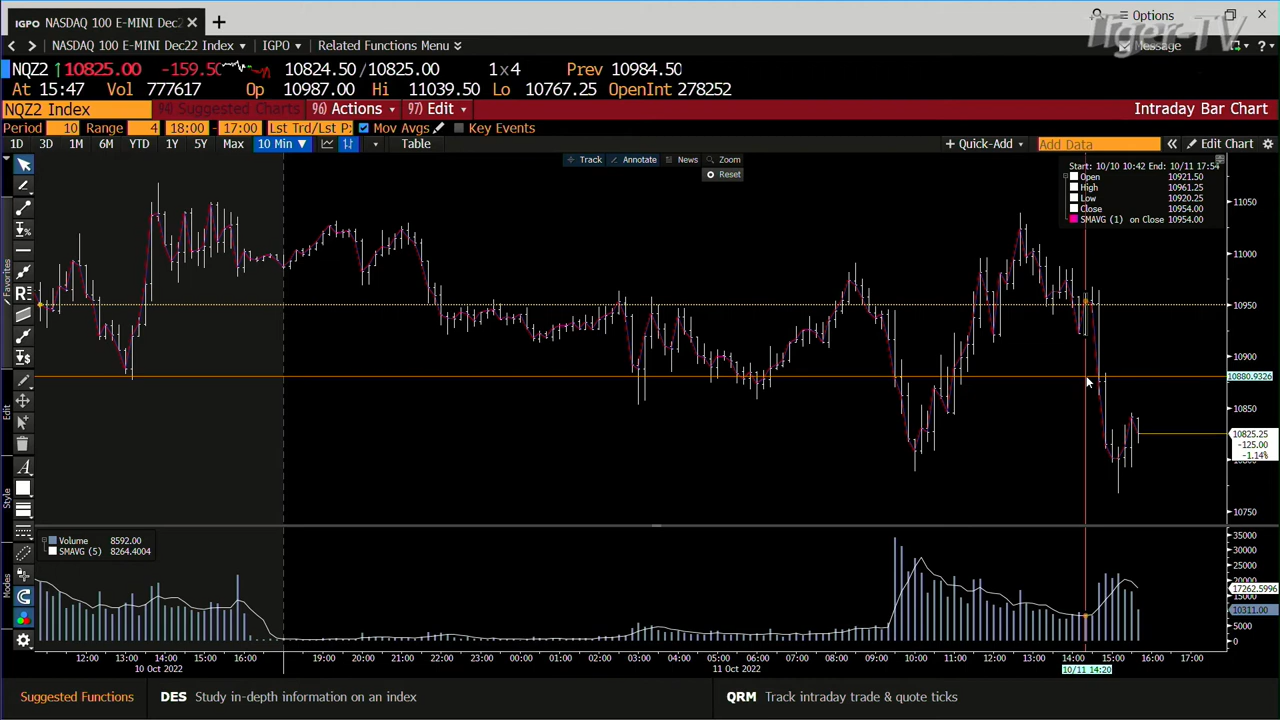 IGPO NASDAQ 100 E-MINI Dec2
Options
Tiger-TV
NASDAQ 100 E-MINI Dec22 Index IGPO Related Functions Menu Message
NQZ2 ↑10825.00 -159.50 10824.50/10825.00 1x4 Prev 10984.50
At 15:47 Vol 777617 Op 10987.00 Hi 11039.50 Lo 10767.25 OpenInt 278252
NQZ2 Index 94) Suggested Charts 96) Actions 97) Edit Intraday Bar Chart
Period 10 Range 4 18:00 - 17:00 Lst Trd/Lst P Mov Avgs Key Events
1D 3D 1M 6M YTD 1Y 5Y Max 10 Min ▼ Table + Quick-Add Add Data « Edit Chart
Track Annotate News Zoom
Reset
Start: 10/10 10:42 End: 10/11 17:54
Open 10921.50
High 10961.25
Low 10920.25
Close 10954.00
SMAVG (1) on Close 10954.00
11050
11000
10950
10900
10880.9326
10850
10825.25
-125.00
-1.14%
10800
10750
Favorites
Edit
Style
Modes
Volume 8592.00
SMAVG (5) 8264.4004
35000
30000
25000
20000
17262.5996
15000
10311.00
5000
0
12:00 13:00 14:00 15:00 16:00 19:00 20:00 21:00 22:00 23:00 00:00 01:00 02:00 03:00 04:00 05:00 06:00 07:00 08:00 09:00 10:00 11:00 12:00 13:00 14:00 15:00 16:00 17:00
10 Oct 2022 11 Oct 2022 10/11 14:20
Suggested Functions DES Study in-depth information on an index QRM Track intraday trade & quote ticks